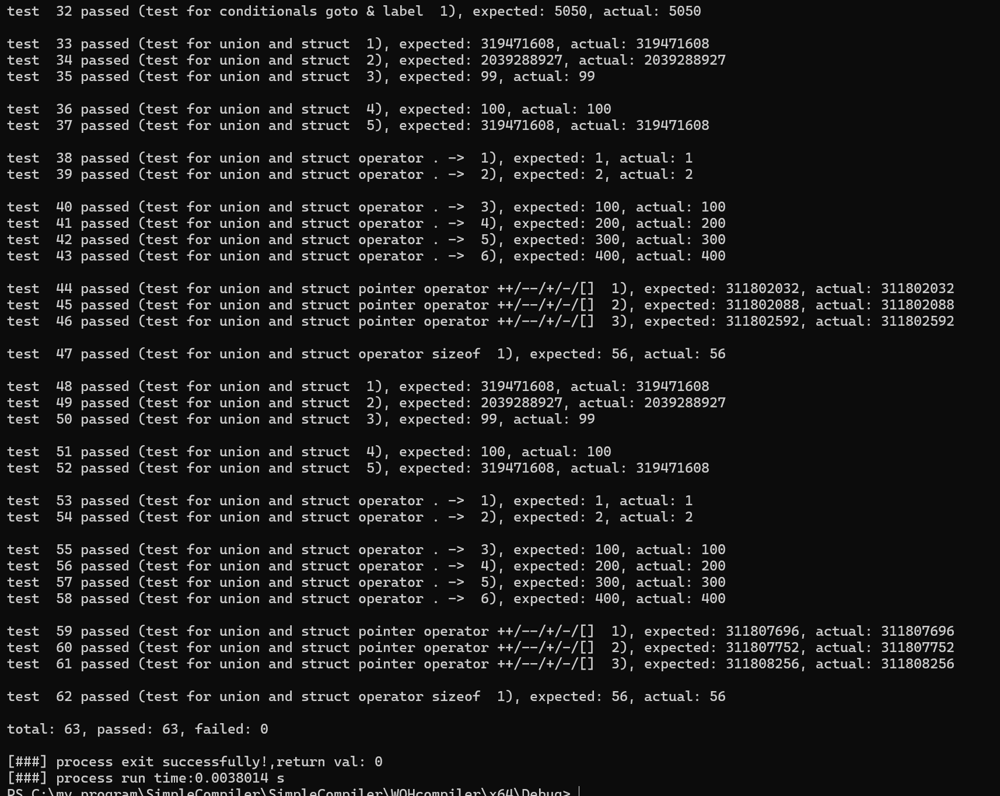 test  32 passed (test for conditionals goto & label  1), expected: 5050, actual: 5050
test  33 passed (test for union and struct  1), expected: 319471608, actual: 319471608
test  34 passed (test for union and struct  2), expected: 2039288927, actual: 2039288927
test  35 passed (test for union and struct  3), expected: 99, actual: 99
test  36 passed (test for union and struct  4), expected: 100, actual: 100
test  37 passed (test for union and struct  5), expected: 319471608, actual: 319471608
test  38 passed (test for union and struct operator . ->  1), expected: 1, actual: 1
test  39 passed (test for union and struct operator . ->  2), expected: 2, actual: 2
test  40 passed (test for union and struct operator . ->  3), expected: 100, actual: 100
test  41 passed (test for union and struct operator . ->  4), expected: 200, actual: 200
test  42 passed (test for union and struct operator . ->  5), expected: 300, actual: 300
test  43 passed (test for union and struct operator . ->  6), expected: 400, actual: 400
test  44 passed (test for union and struct pointer operator ++/--/+/-/[]  1), expected: 311802032, actual: 311802032
test  45 passed (test for union and struct pointer operator ++/--/+/-/[]  2), expected: 311802088, actual: 311802088
test  46 passed (test for union and struct pointer operator ++/--/+/-/[]  3), expected: 311802592, actual: 311802592
test  47 passed (test for union and struct operator sizeof  1), expected: 56, actual: 56
test  48 passed (test for union and struct  1), expected: 319471608, actual: 319471608
test  49 passed (test for union and struct  2), expected: 2039288927, actual: 2039288927
test  50 passed (test for union and struct  3), expected: 99, actual: 99
test  51 passed (test for union and struct  4), expected: 100, actual: 100
test  52 passed (test for union and struct  5), expected: 319471608, actual: 319471608
test  53 passed (test for union and struct operator . ->  1), expected: 1, actual: 1
test  54 passed (test for union and struct operator . ->  2), expected: 2, actual: 2
test  55 passed (test for union and struct operator . ->  3), expected: 100, actual: 100
test  56 passed (test for union and struct operator . ->  4), expected: 200, actual: 200
test  57 passed (test for union and struct operator . ->  5), expected: 300, actual: 300
test  58 passed (test for union and struct operator . ->  6), expected: 400, actual: 400
test  59 passed (test for union and struct pointer operator ++/--/+/-/[]  1), expected: 311807696, actual: 311807696
test  60 passed (test for union and struct pointer operator ++/--/+/-/[]  2), expected: 311807752, actual: 311807752
test  61 passed (test for union and struct pointer operator ++/--/+/-/[]  3), expected: 311808256, actual: 311808256
test  62 passed (test for union and struct operator sizeof  1), expected: 56, actual: 56
total: 63, passed: 63, failed: 0
[###] process exit successfully!,return val: 0
[###] process run time:0.0038014 s
PS C:\my program\SimpleCompiler\SimpleCompiler\WOHcompiler\x64\Debug>